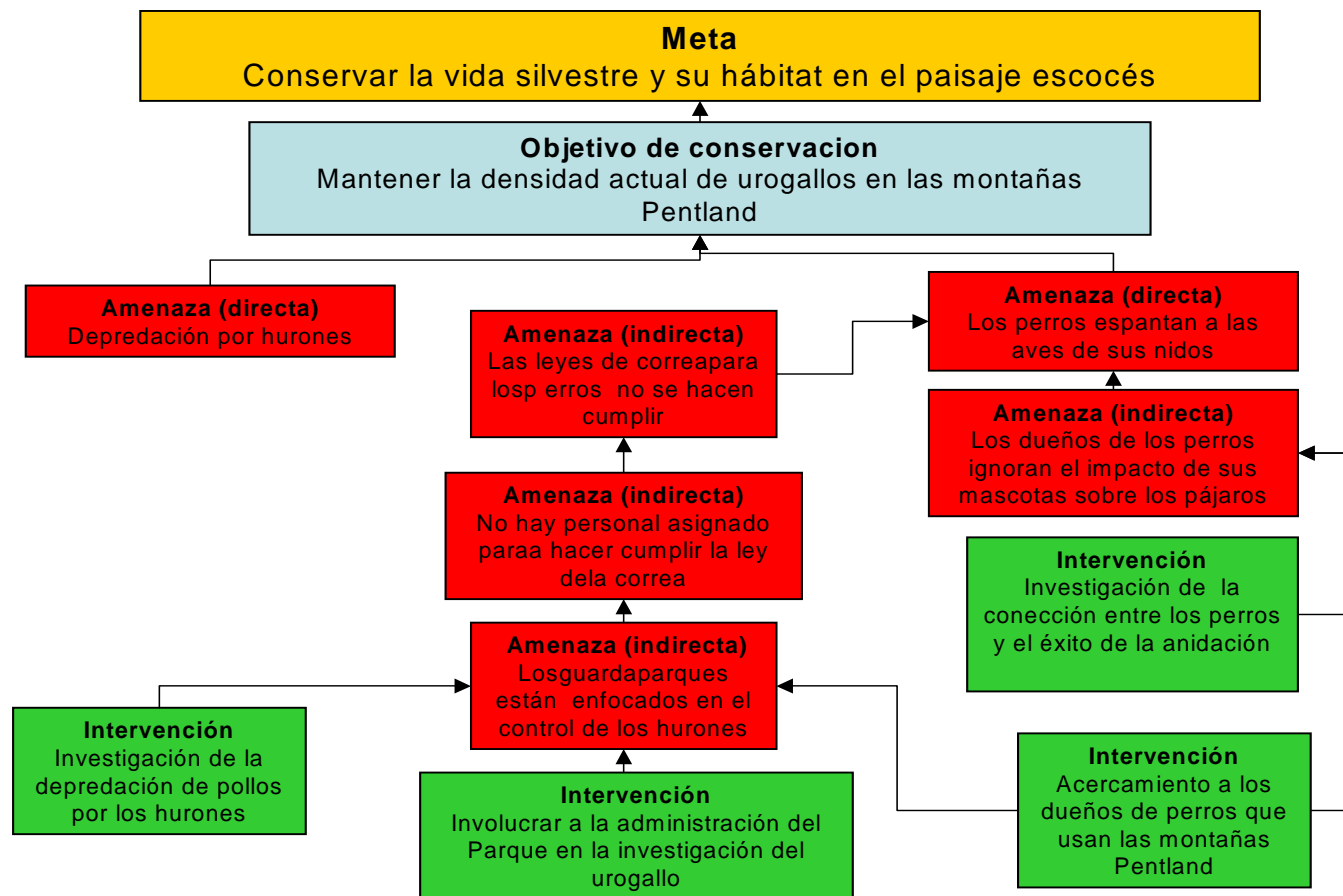 Meta
Conservar la vida silvestre y su hábitat en el paisaje escocés
Objetivo de conservacion
Mantener la densidad actual de urogallos en las montañas
Pentland
Amenaza (directa)
Depredación por hurones
Amenaza (indirecta)
Las leyes de correapara
losp erros no se hacen
cumplir
Amenaza (directa)
Los perros espantan a las
aves de sus nidos
Amenaza (indirecta)
Los dueños de los perros
ignoran el impacto de sus
mascotas sobre los pájaros
Amenaza (indirecta)
No hay personal asignado
paraa hacer cumplir la ley
dela correa
Intervención
Investigación de la
conección entre los perros
y el éxito de la anidación
Amenaza (indirecta)
Losguardaparques
están enfocados en el
control de los hurones
Intervención
Investigación de la
depredación de pollos
por los hurones
Intervención
Involucrar a la administración del
Parque en la investigación del
urogallo
Intervención
Acercamiento a los
dueños de perros que
usan las montañas
Pentland